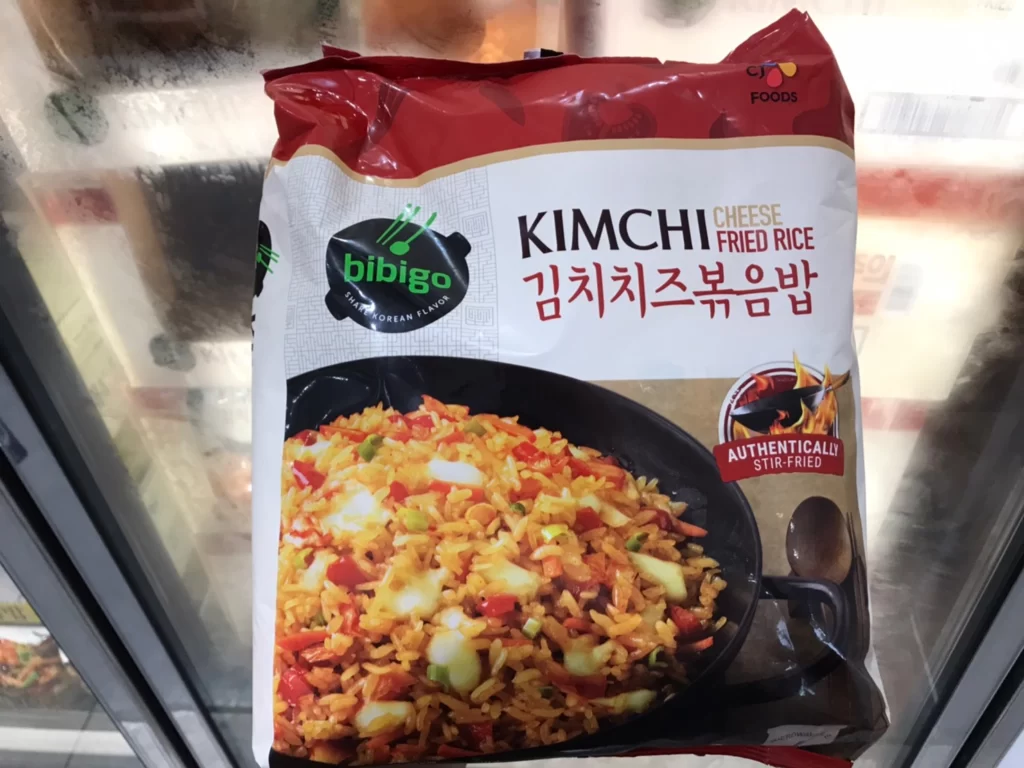 CJ
FOODS
KIMCHI CHEESE FRIED RICE
김치치즈볶음밥
bibigo
SHARE KOREAN FLAVOR
AUTHENTICALLY
STIR-FRIED